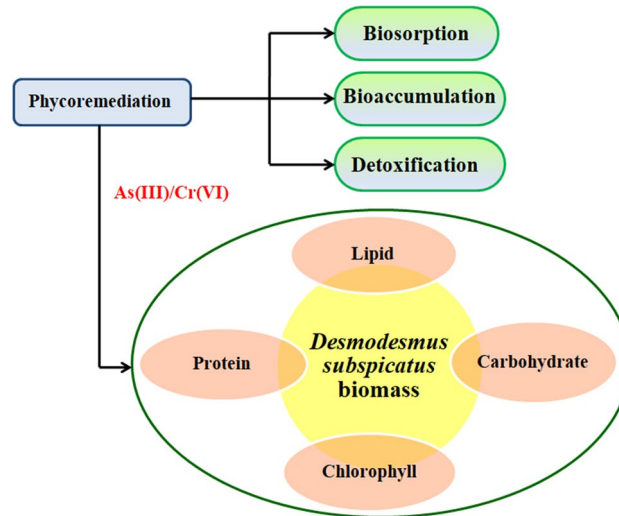 Biosorption
Phycoremediation
Bioaccumulation
Detoxification
As(III)/Cr(VI)
Lipid
Protein
Desmodesmus
subspicatus
biomass
Carbohydrate
Chlorophyll